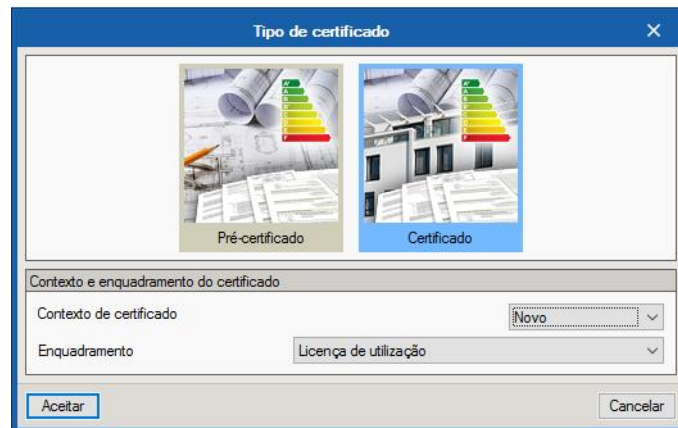 Tipo de certificado
Pré-certificado
Certificado
Contexto e enquadramento do certificado
Contexto de certificado
Novo
Enquadramento
Licença de utilização
Aceitar
Cancelar